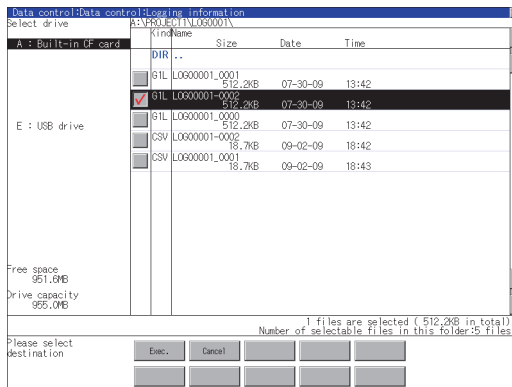 Data control:Data control:Logging information
Select drive A:\PROJECT1\LOG0001\
Kind Name
Size Date Time
A : Built-in CF card
DIR ..
G1L LOG00001_0001
512.2KB 07-30-09 13:42
G1L LOG00001-0002
512.2KB 07-30-09 13:42
G1L LOG00001_0000
512.2KB 07-30-09 13:42
E : USB drive
CSV LOG00001-0002
18.7KB 09-02-09 18:42
CSV LOG00001_0001
18.7KB 09-02-09 18:43
Free space
951.6MB
Drive capacity
955.0MB
1 files are selected ( 512.2KB in total)
Number of selectable files in this folder:5 files
Please select
destination
Exec. Cancel